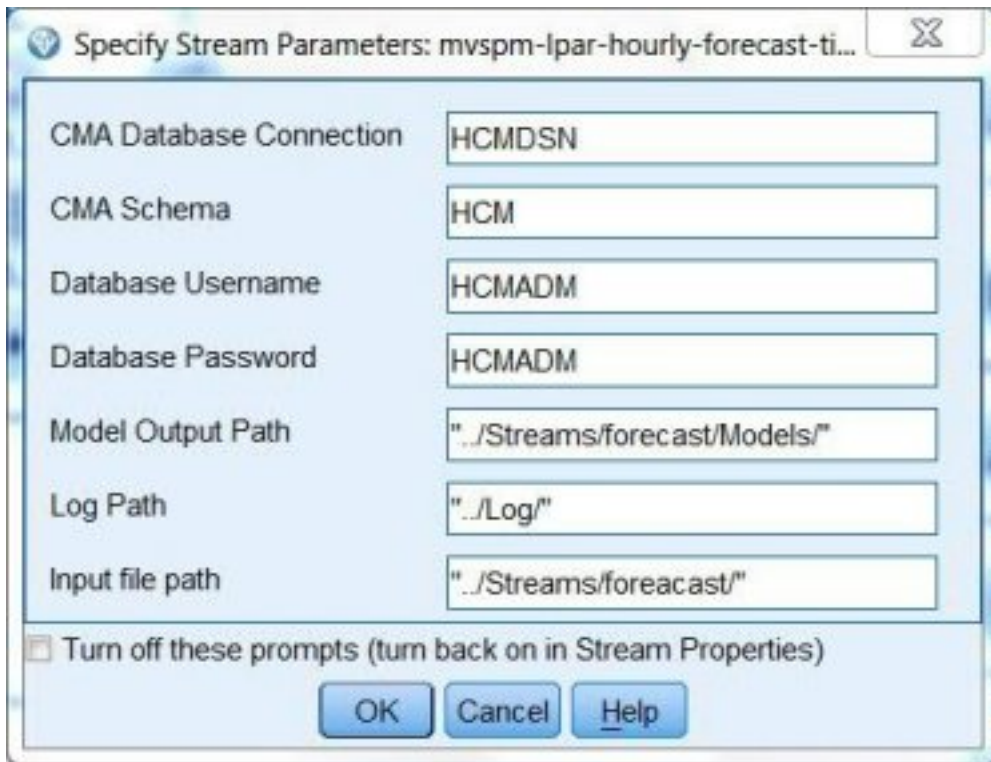 Specify Stream Parameters: mvspm-lpar-hourly-forecast-ti...
CMA Database Connection HCMDSN
CMA Schema HCM
Database Username HCMADM
Database Password HCMADM
Model Output Path "../Streams/forecast/Models/"
Log Path "../Log/"
Input file path "../Streams/foreacast/"
Turn off these prompts (turn back on in Stream Properties)
OK Cancel Help